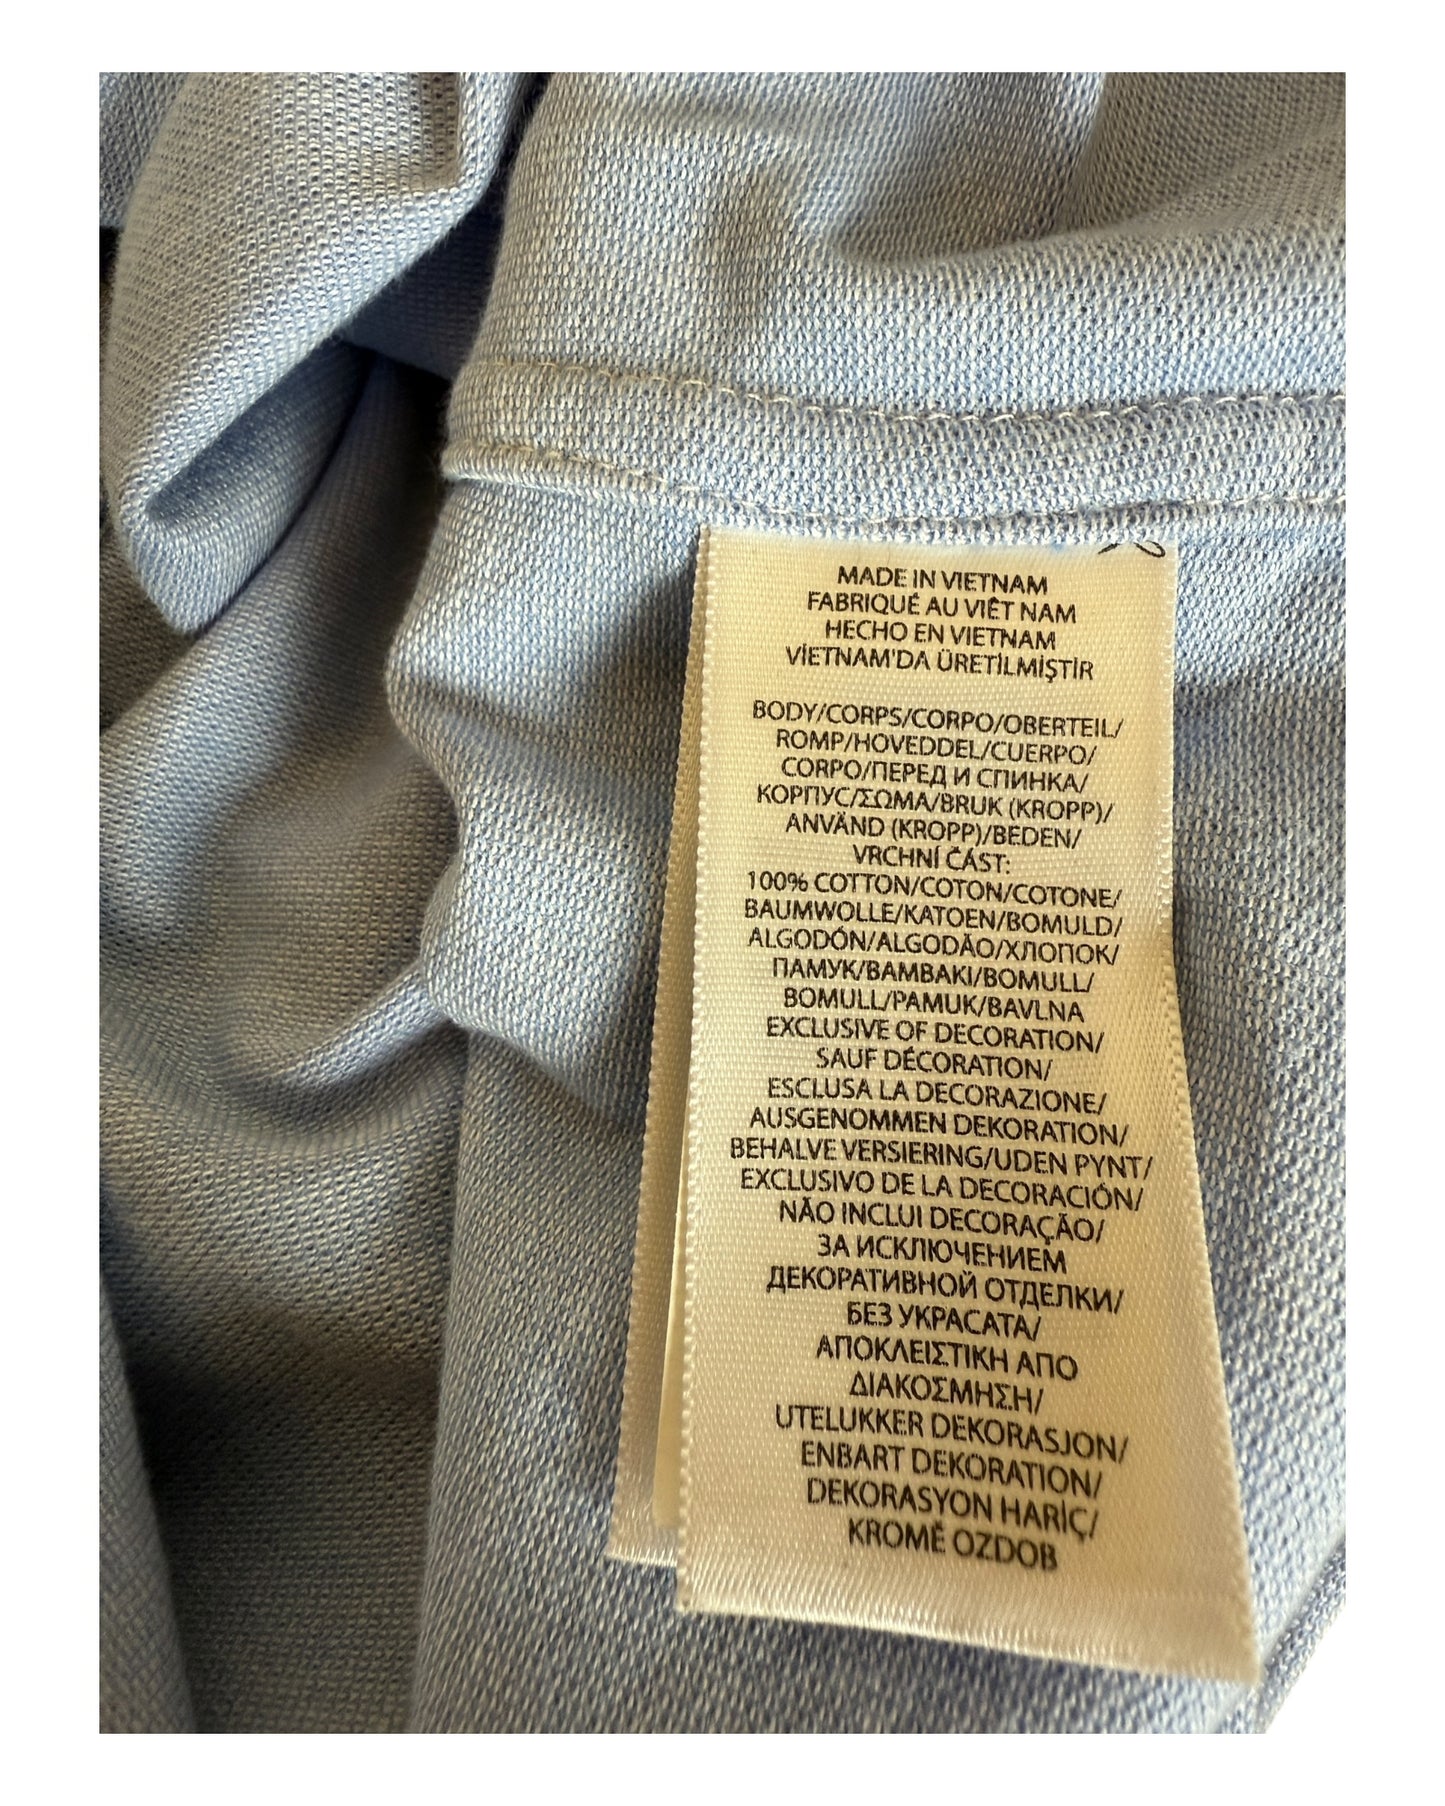 MADE IN VIETNAM
FABRIQUÉ AU VIÊT NAM
HECHO EN VIETNAM
VİETNAM'DA ÜRETİLMİŞTİR
BODY/CORPS/CORPO/OBERTEIL/
ROMP/HOVEDDEL/CUERPO/
CORPO/ПЕРЕД И СПИНКА/
КОРПУС/ΣΩΜΑ/BRUK (KROPP)/
ANVÄND (KROPP)/BEDEN/
VRCHNÍ ČÁST:
100% COTTON/COTON/COTONE/
BAUMWOLLE/KATOEN/BOMULD/
ALGODÓN/ALGODÃO/ХЛОПОК/
ПАМУК/BAMBAKI/BOMULL/
BOMULL/PAMUK/BAVLNA
EXCLUSIVE OF DECORATION/
SAUF DÉCORATION/
ESCLUSA LA DECORAZIONE/
AUSGENOMMEN DEKORATION/
BEHALVE VERSIERING/UDEN PYNT/
EXCLUSIVO DE LA DECORACIÓN/
NÃO INCLUI DECORAÇÃO/
ЗА ИСКЛЮЧЕНИЕМ
ДЕКОРАТИВНОЙ ОТДЕЛКИ/
БЕЗ УКРАСАТА/
ΑΠΟΚΛΕΙΣΤΙΚΗ ΑΠΟ
ΔΙΑΚΟΣΜΗΣΗ/
UTELUKKER DEKORASJON/
ENBART DEKORATION/
DEKORASYON HARİÇ/
KROMĚ OZDOB